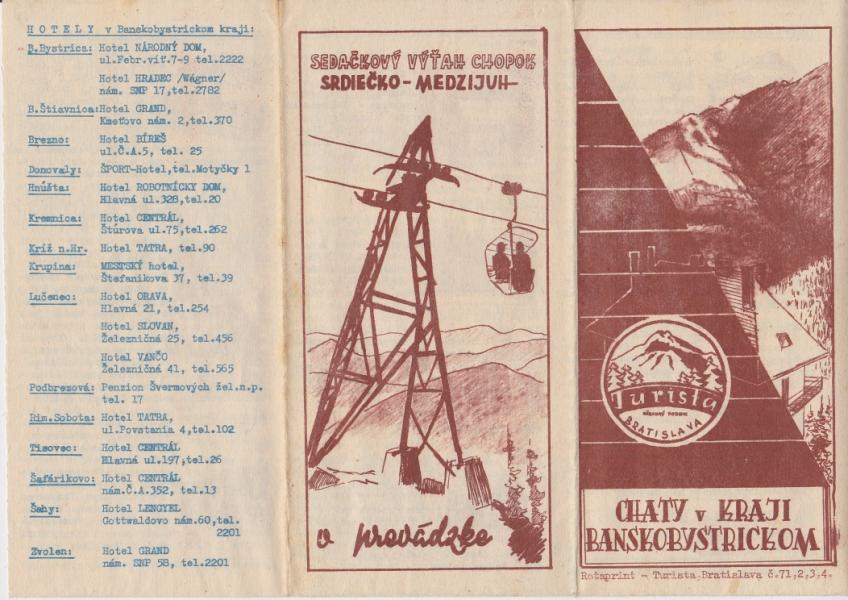 HOTELY v Banskobystrickom kraji:
B.Bystrica: Hotel NÁRODNÝ DOM,
ul.Febr.víť.7-9 tel.2222
Hotel HRADEC /Wágner/
nám. SNP 17,tel.2782
B.Štiavnica:Hotel GRAND,
Kmeťovo nám. 2,tel.370
Brezno: Hotel BÍREŠ
ul.Č.A.5, tel. 25
Donovaly: ŠPORT-Hotel,tel.Motyčky 1
Hnúšťa: Hotel ROBOTNÍCKY DOM,
Hlavná ul.328,tel.20
Kremnica: Hotel CENTRÁL,
Štúrova ul.75,tel.262
Kríž n.Hr. Hotel TATRA, tel.90
Krupina: MESTSKÝ hotel,
Štefanikova 37, tel.39
Lučenec: Hotel ORAVA,
Hlavná 21, tel.254
Hotel SLOVAN,
Železničná 25, tel.456
Hotel VANČO
Železničná 41, tel.565
Podbrezová: Penzion Švermových žel.n.p.
tel. 17
Rim.Sobota: Hotel TATRA,
ul.Povstania 4,tel.102
Tisovec: Hotel CENTRÁL
Hlavná ul.197,tel.26
Šafárikovo: Hotel CENTRÁL
nám.Č.A.352, tel.13
Šahy: Hotel LENGYEL
Gottwaldovo nám.60,tel.
2201
Zvolen: Hotel GRAND
nám. SNP 58, tel.2201
SEDAČKOVÝ VÝŤAH CHOPOK
SRDIEČKO - MEDZIJUH
v prevádzke
Turista
NÁRODNÝ PODNIK
BRATISLAVA
CHATY v KRAJI
BANSKOBYSTRICKOM
Rotaprint - Turista Bratislava č.71,2,3,4.